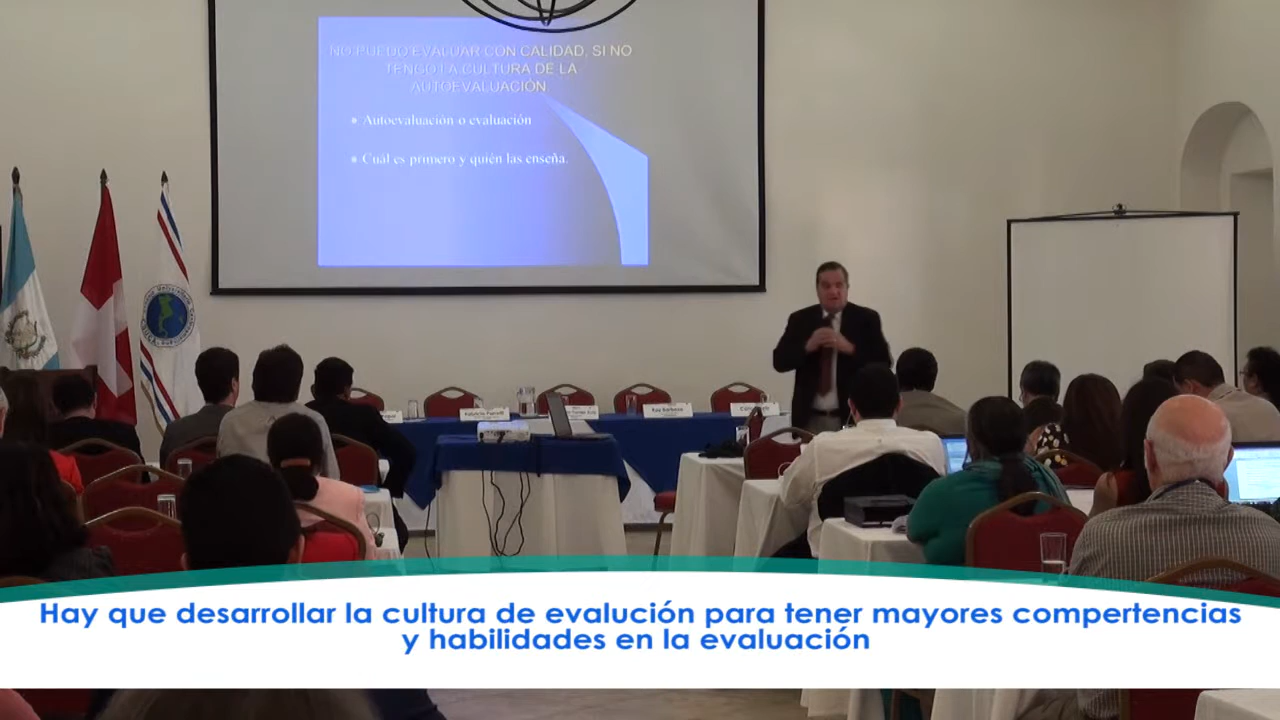 NO PUEDO EVALUAR CON CALIDAD, SI NO
TENGO LA CULTURA DE LA
AUTOEVALUACIÓN.
Autoevaluación o evaluación
Cuál es primero y quién las enseña.
Hay que desarrollar la cultura de evalución para tener mayores compertencias
y habilidades en la evaluación